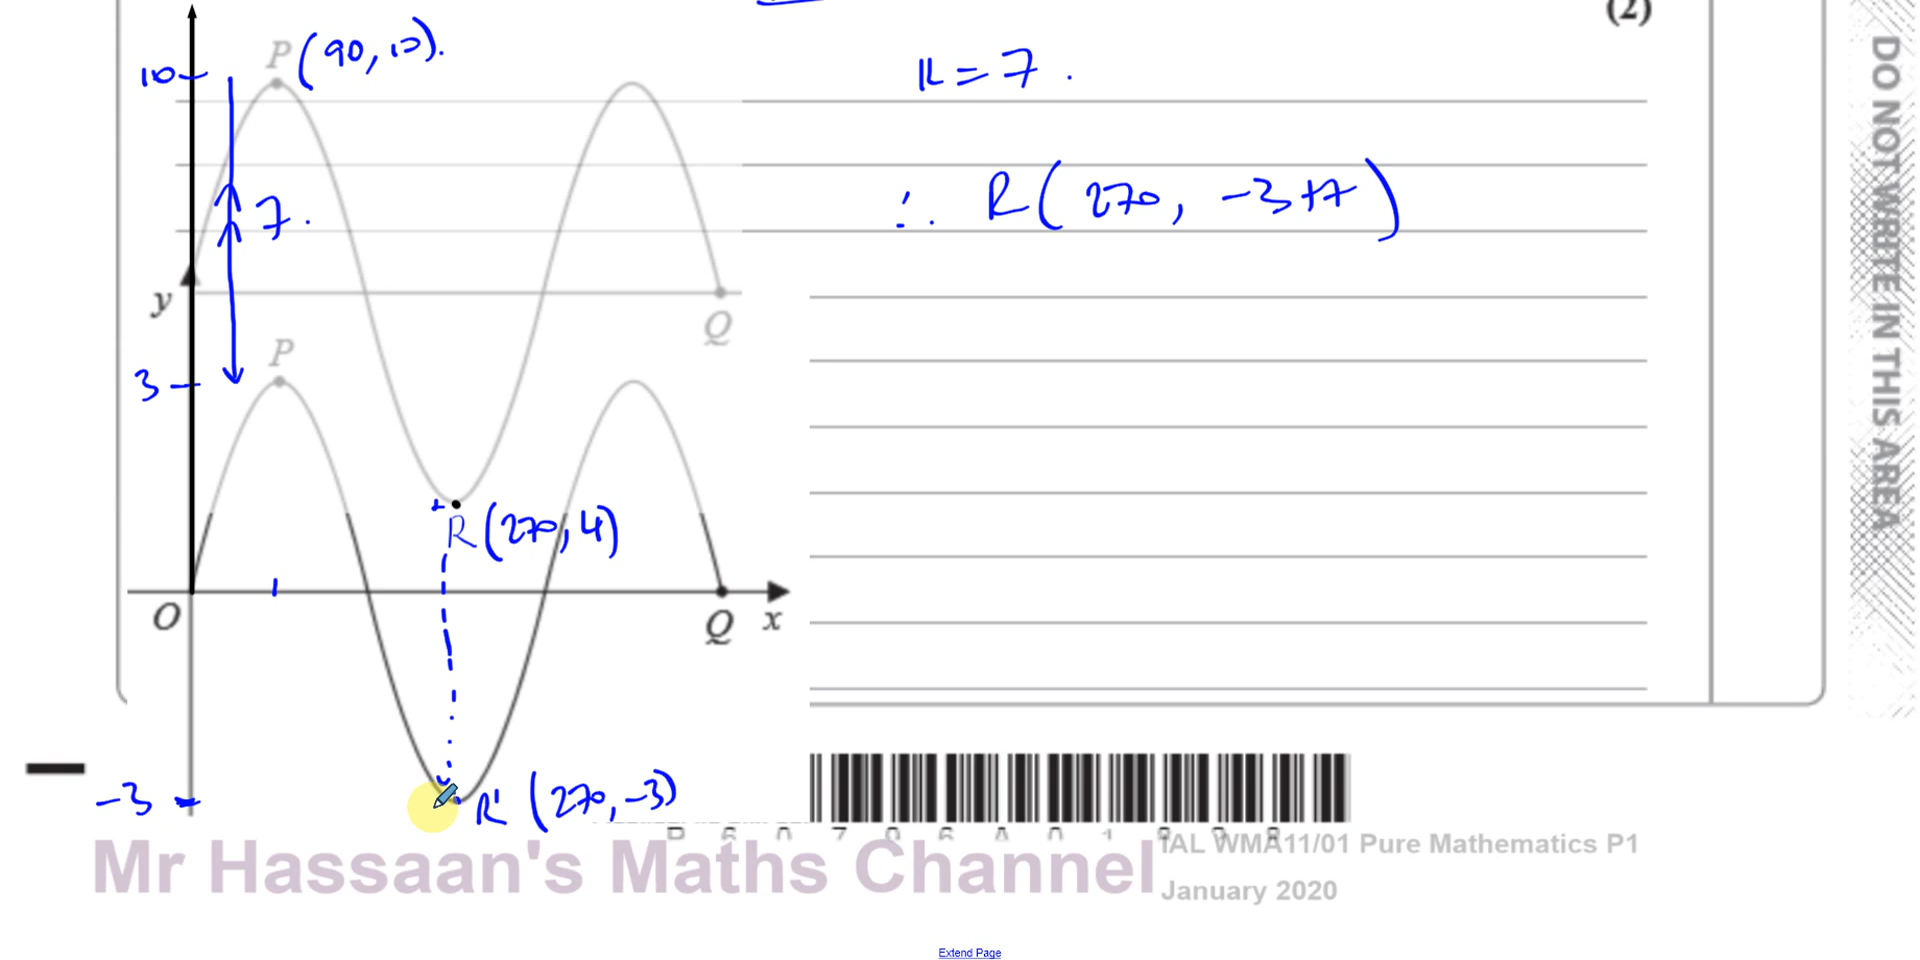 (2)
P (90, 10).
10
k = 7.
∴ R (270, -3+7)
7.
y
Q
P
3
R (270, 4)
O
Q
x
-3
R' (270, -3)
DO NOT WRITE IN THIS AREA
Mr Hassaan's Maths Channel
IAL WMA11/01 Pure Mathematics P1
January 2020
Extend Page